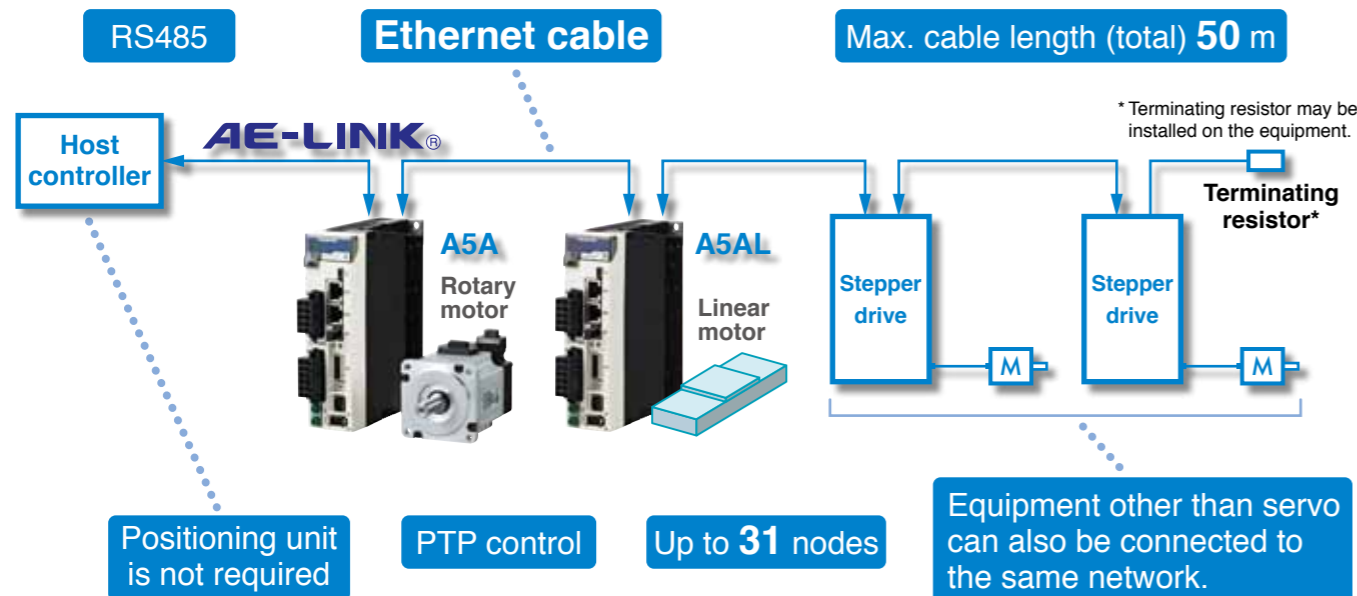 RS485
Ethernet cable
Max. cable length (total) 50 m
* Terminating resistor may be
installed on the equipment.
Host
controller
AE-LINK®
Terminating
resistor*
A5A
Rotary
motor
A5AL
Linear
motor
Stepper
drive
M
Stepper
drive
M
Positioning unit
is not required
PTP control
Up to 31 nodes
Equipment other than servo
can also be connected to
the same network.